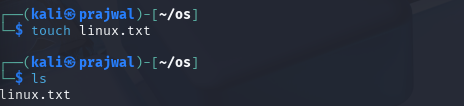 ┌──(kali㉿prajwal)-[~/os]
└─$ touch linux.txt
┌──(kali㉿prajwal)-[~/os]
└─$ ls
linux.txt